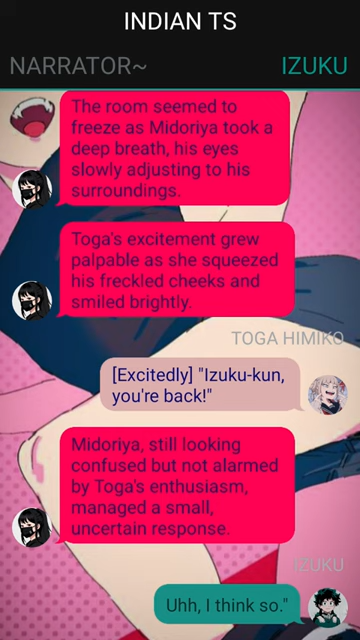 INDIAN TS
NARRATOR~ IZUKU
The room seemed to
freeze as Midoriya took a
deep breath, his eyes
slowly adjusting to his
surroundings.
Toga's excitement grew
palpable as she squeezed
his freckled cheeks and
smiled brightly.
TOGA HIMIKO
[Excitedly] "Izuku-kun,
you're back!"
Midoriya, still looking
confused but not alarmed
by Toga's enthusiasm,
managed a small,
uncertain response.
IZUKU
Uhh, I think so."